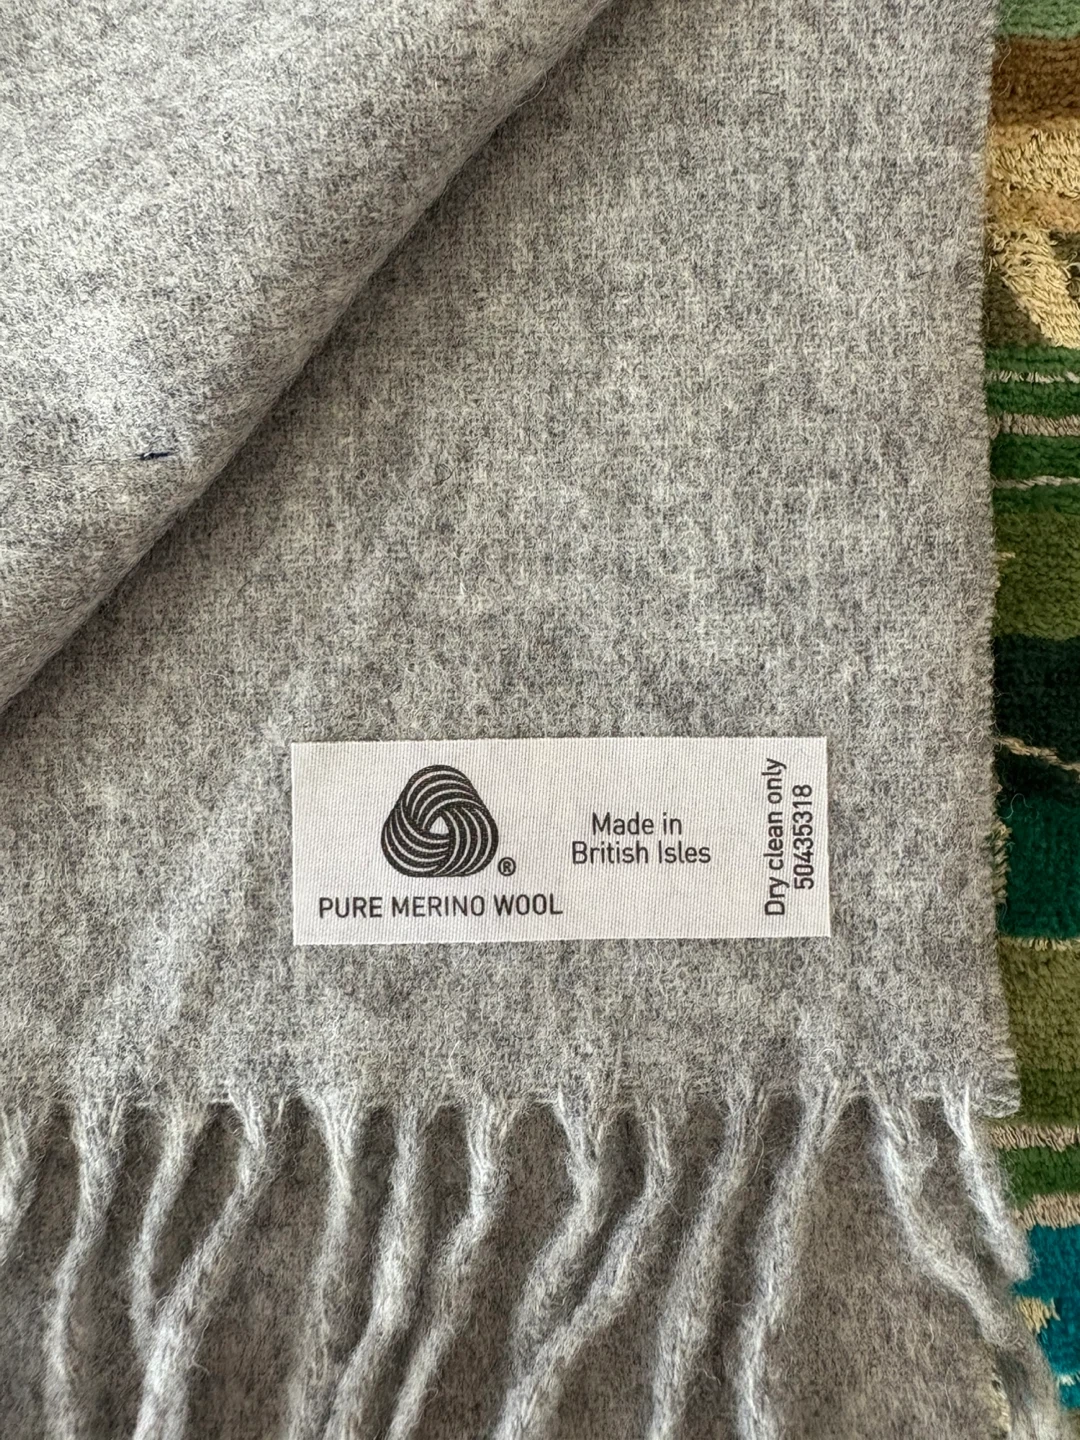 ®
PURE MERINO WOOL
Made in
British Isles
Dry clean only
50435318